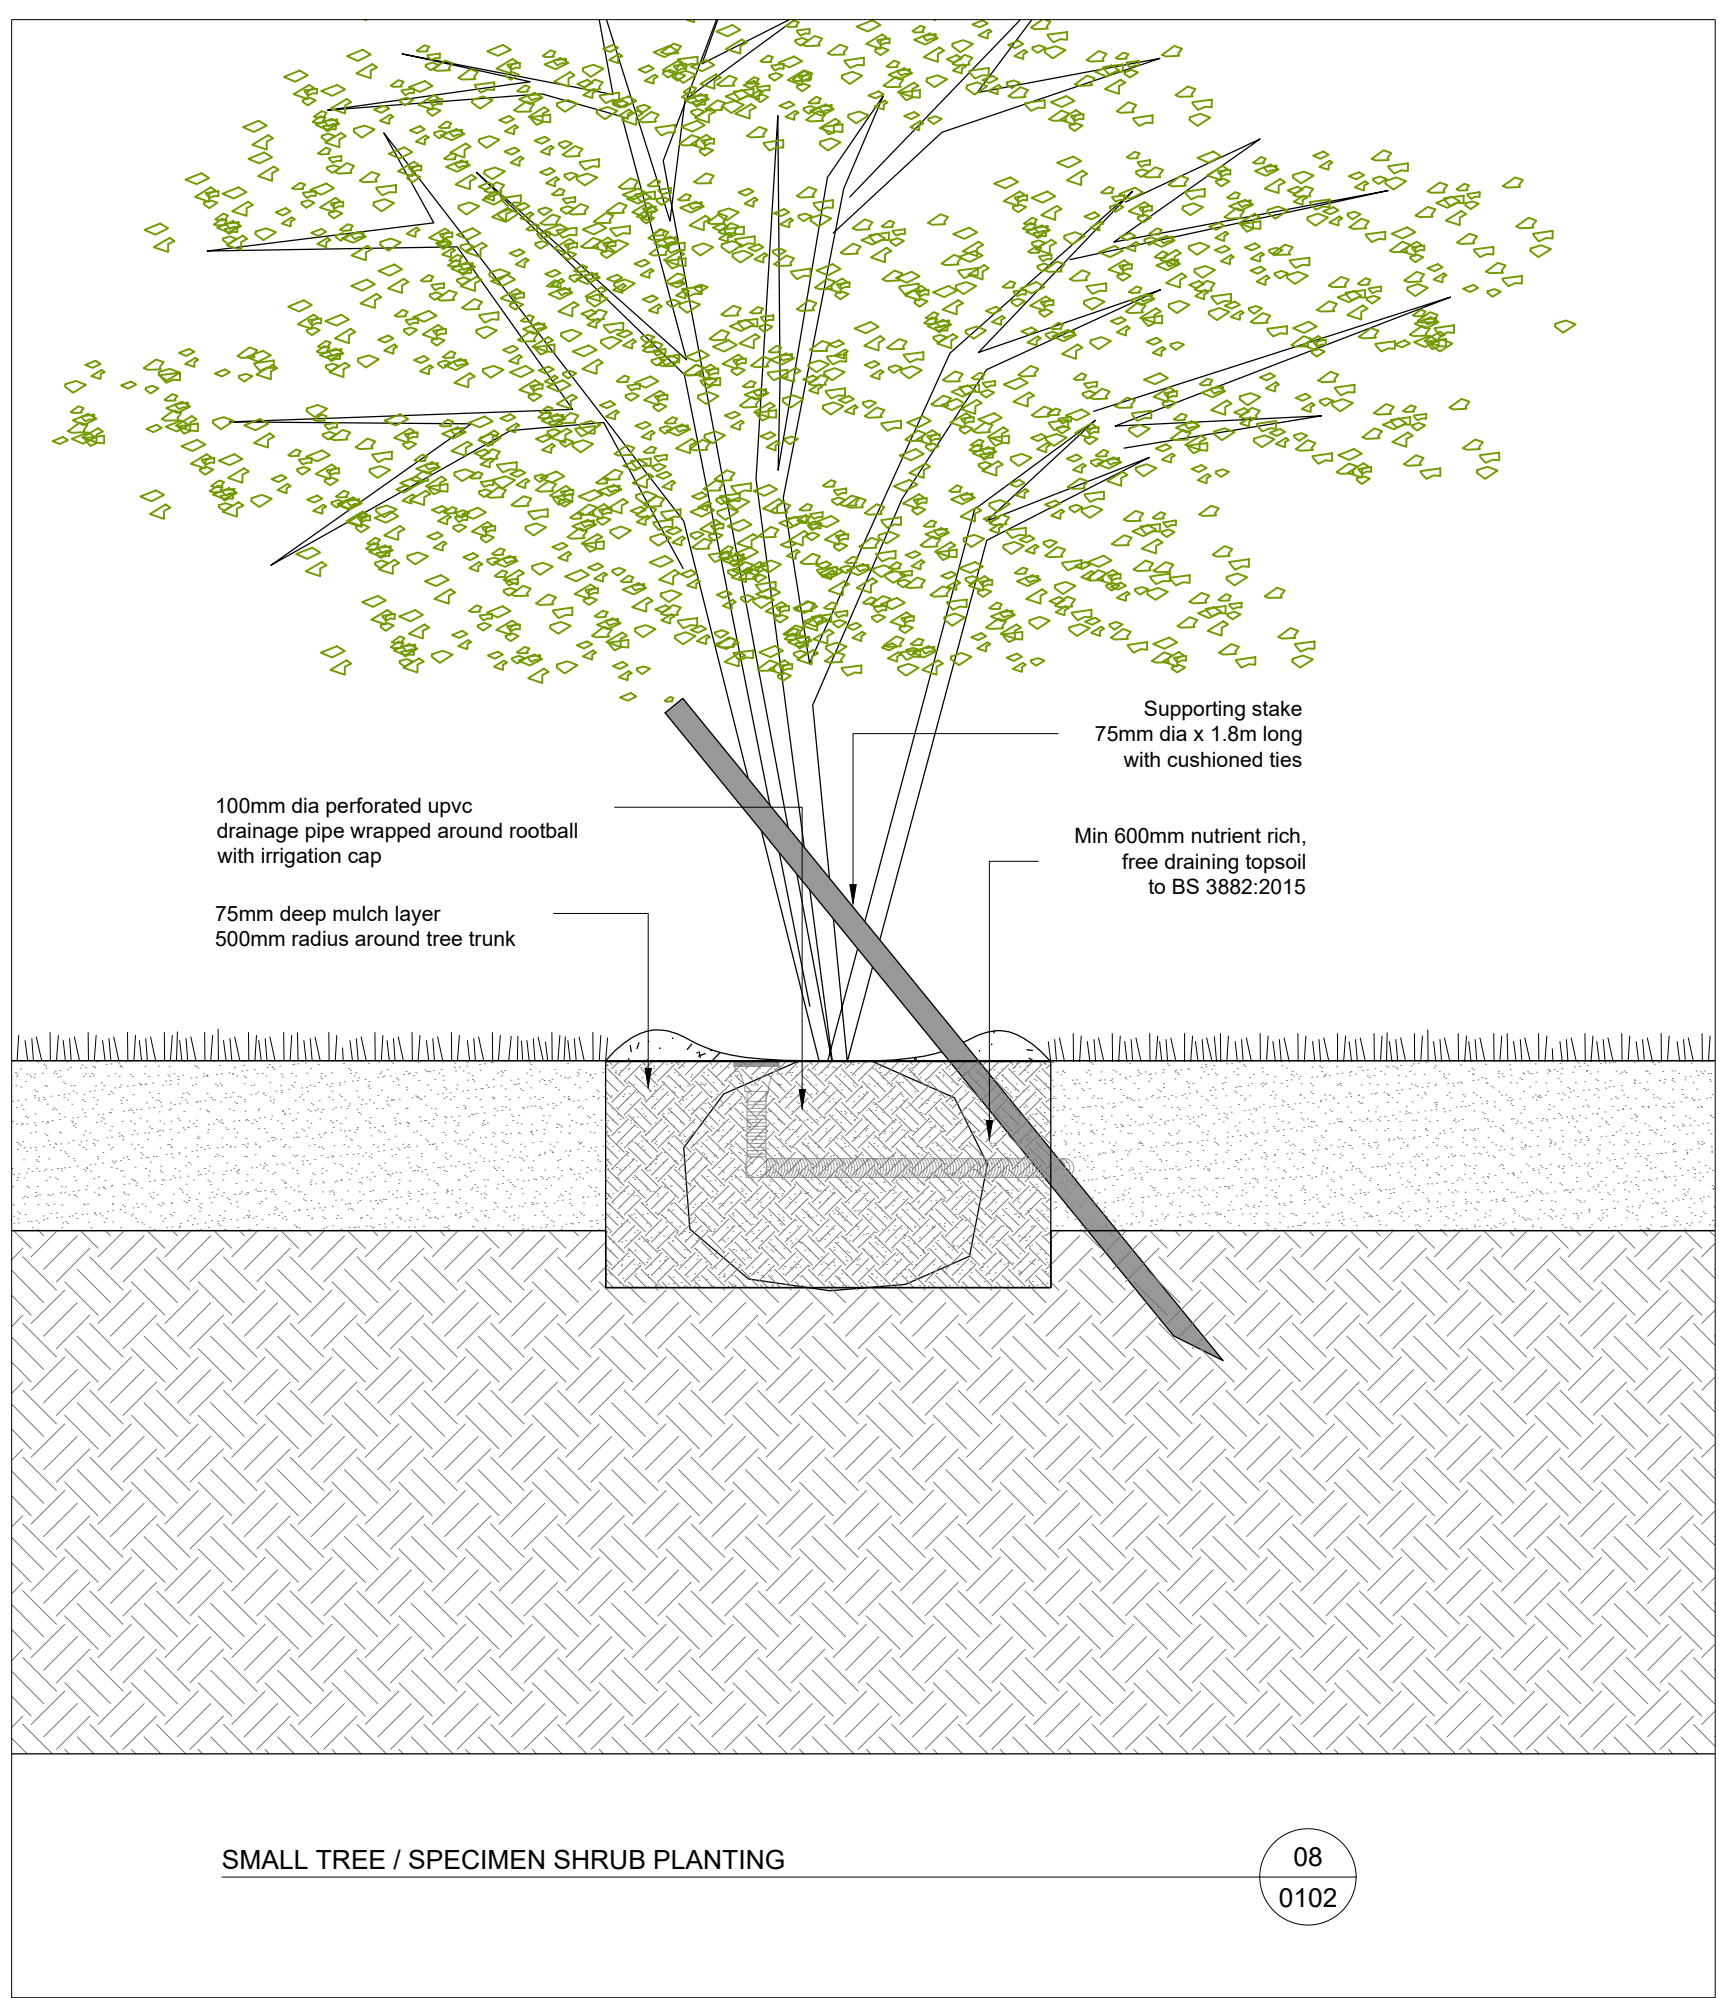 Supporting stake
75mm dia x 1.8m long
with cushioned ties
100mm dia perforated upvc
drainage pipe wrapped around rootball
with irrigation cap
Min 600mm nutrient rich,
free draining topsoil
to BS 3882:2015
75mm deep mulch layer
500mm radius around tree trunk
SMALL TREE / SPECIMEN SHRUB PLANTING
08
0102